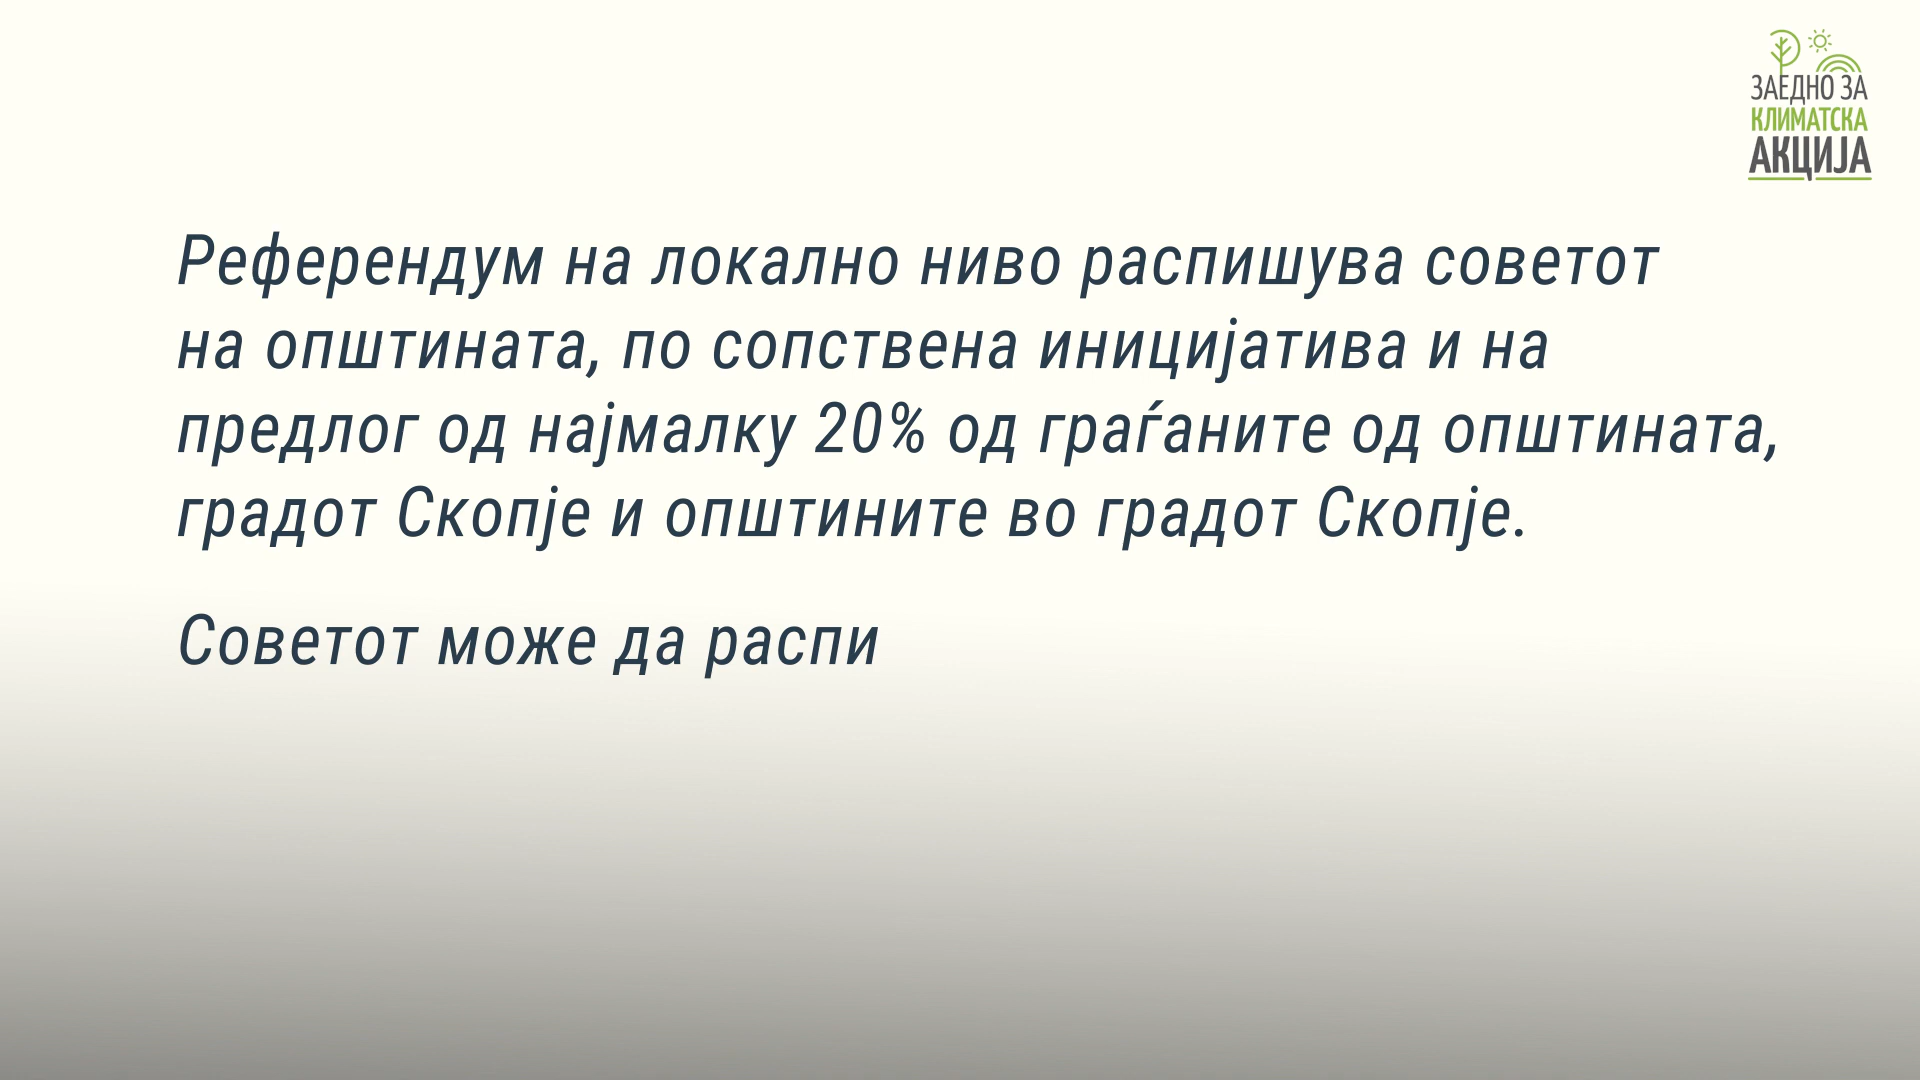 ЗАЕДНО ЗА
КЛИМАТСКА
АКЦИЈА
Референдум на локално ниво распишува советот
на општината, по сопствена иницијатива и на
предлог од најмалку 20% од граѓаните од општината,
градот Скопје и општините во градот Скопје.
Советот може да распи